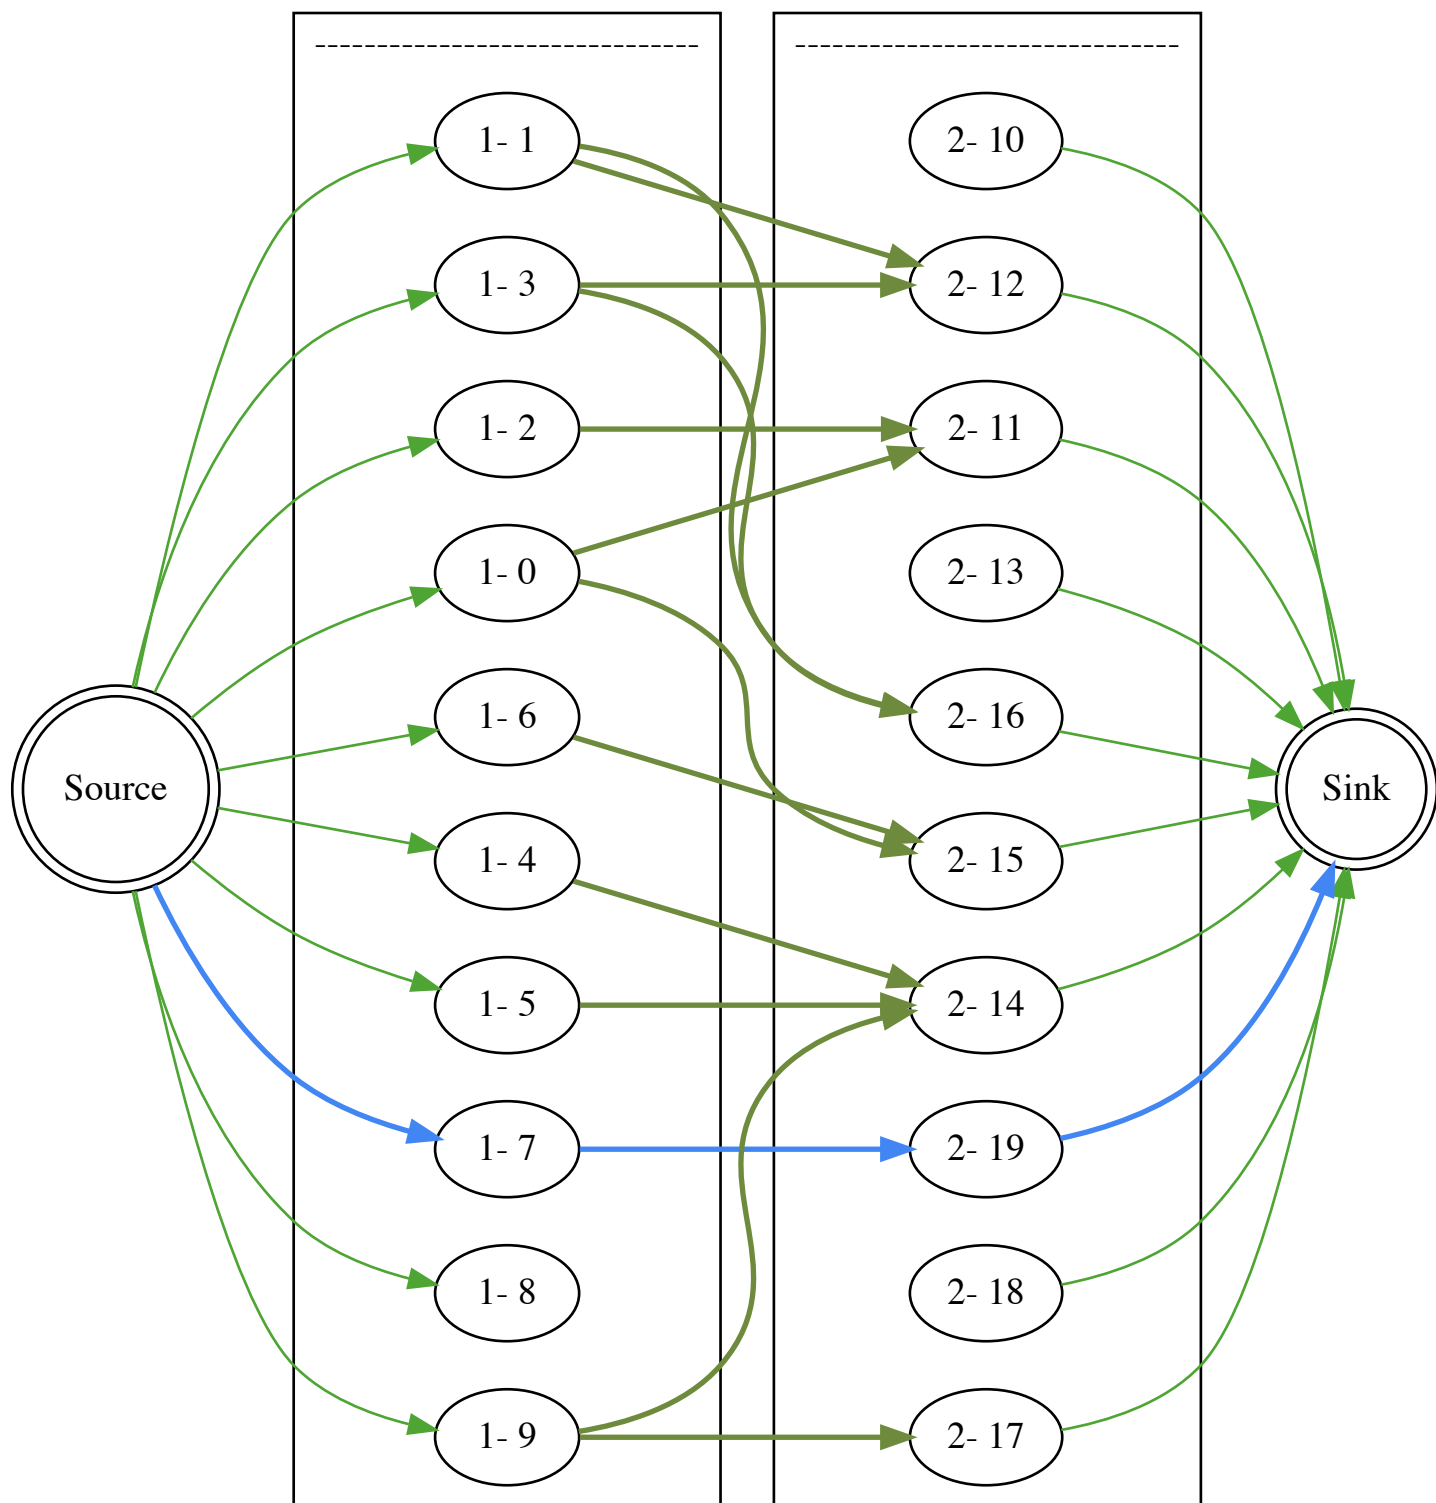 ------------------------------- -------------------------------
1- 1 2- 10
1- 3 2- 12
1- 2 2- 11
1- 0 2- 13
1- 6 2- 16
Source Sink
1- 4 2- 15
1- 5 2- 14
1- 7 2- 19
1- 8 2- 18
1- 9 2- 17